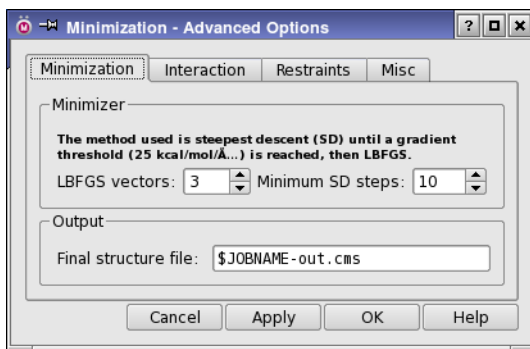 Minimization - Advanced Options
Minimization Interaction Restraints Misc
Minimizer
The method used is steepest descent (SD) until a gradient
threshold (25 kcal/mol/Å...) is reached, then LBFGS.
LBFGS vectors: 3 Minimum SD steps: 10
Output
Final structure file: $JOBNAME-out.cms
Cancel Apply OK Help